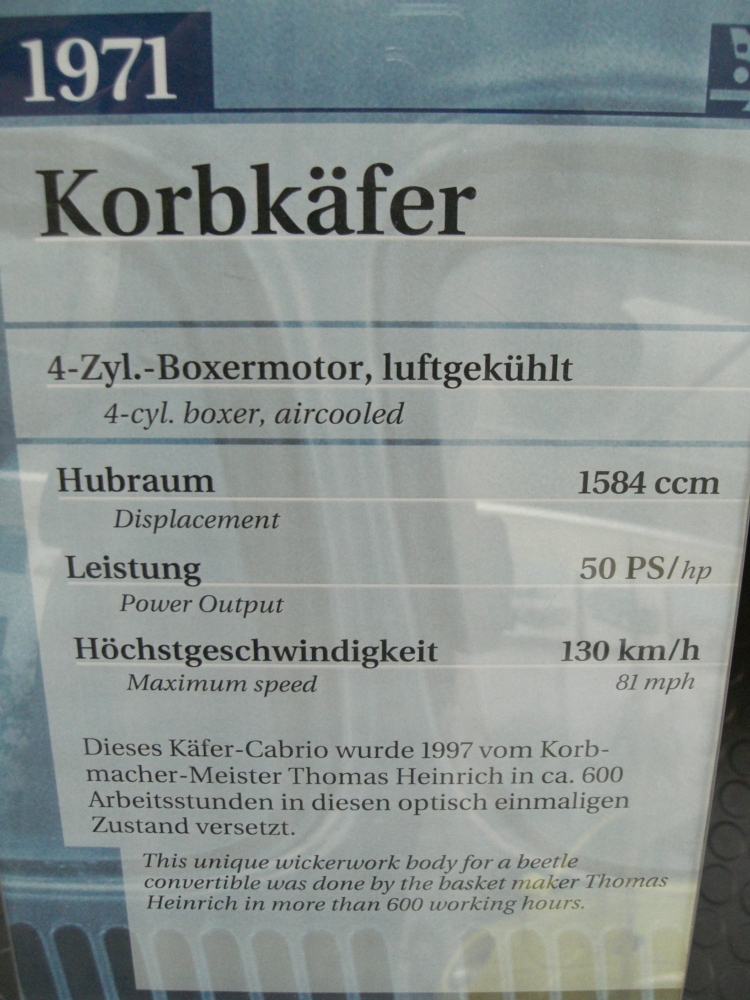 1971
Korbkäfer
4-Zyl.-Boxermotor, luftgekühlt
4-cyl. boxer, aircooled
Hubraum 1584 ccm
Displacement
Leistung 50 PS/hp
Power Output
Höchstgeschwindigkeit 130 km/h
Maximum speed 81 mph
Dieses Käfer-Cabrio wurde 1997 vom Korb-
macher-Meister Thomas Heinrich in ca. 600
Arbeitsstunden in diesen optisch einmaligen
Zustand versetzt.
This unique wickerwork body for a beetle
convertible was done by the basket maker Thomas
Heinrich in more than 600 working hours.